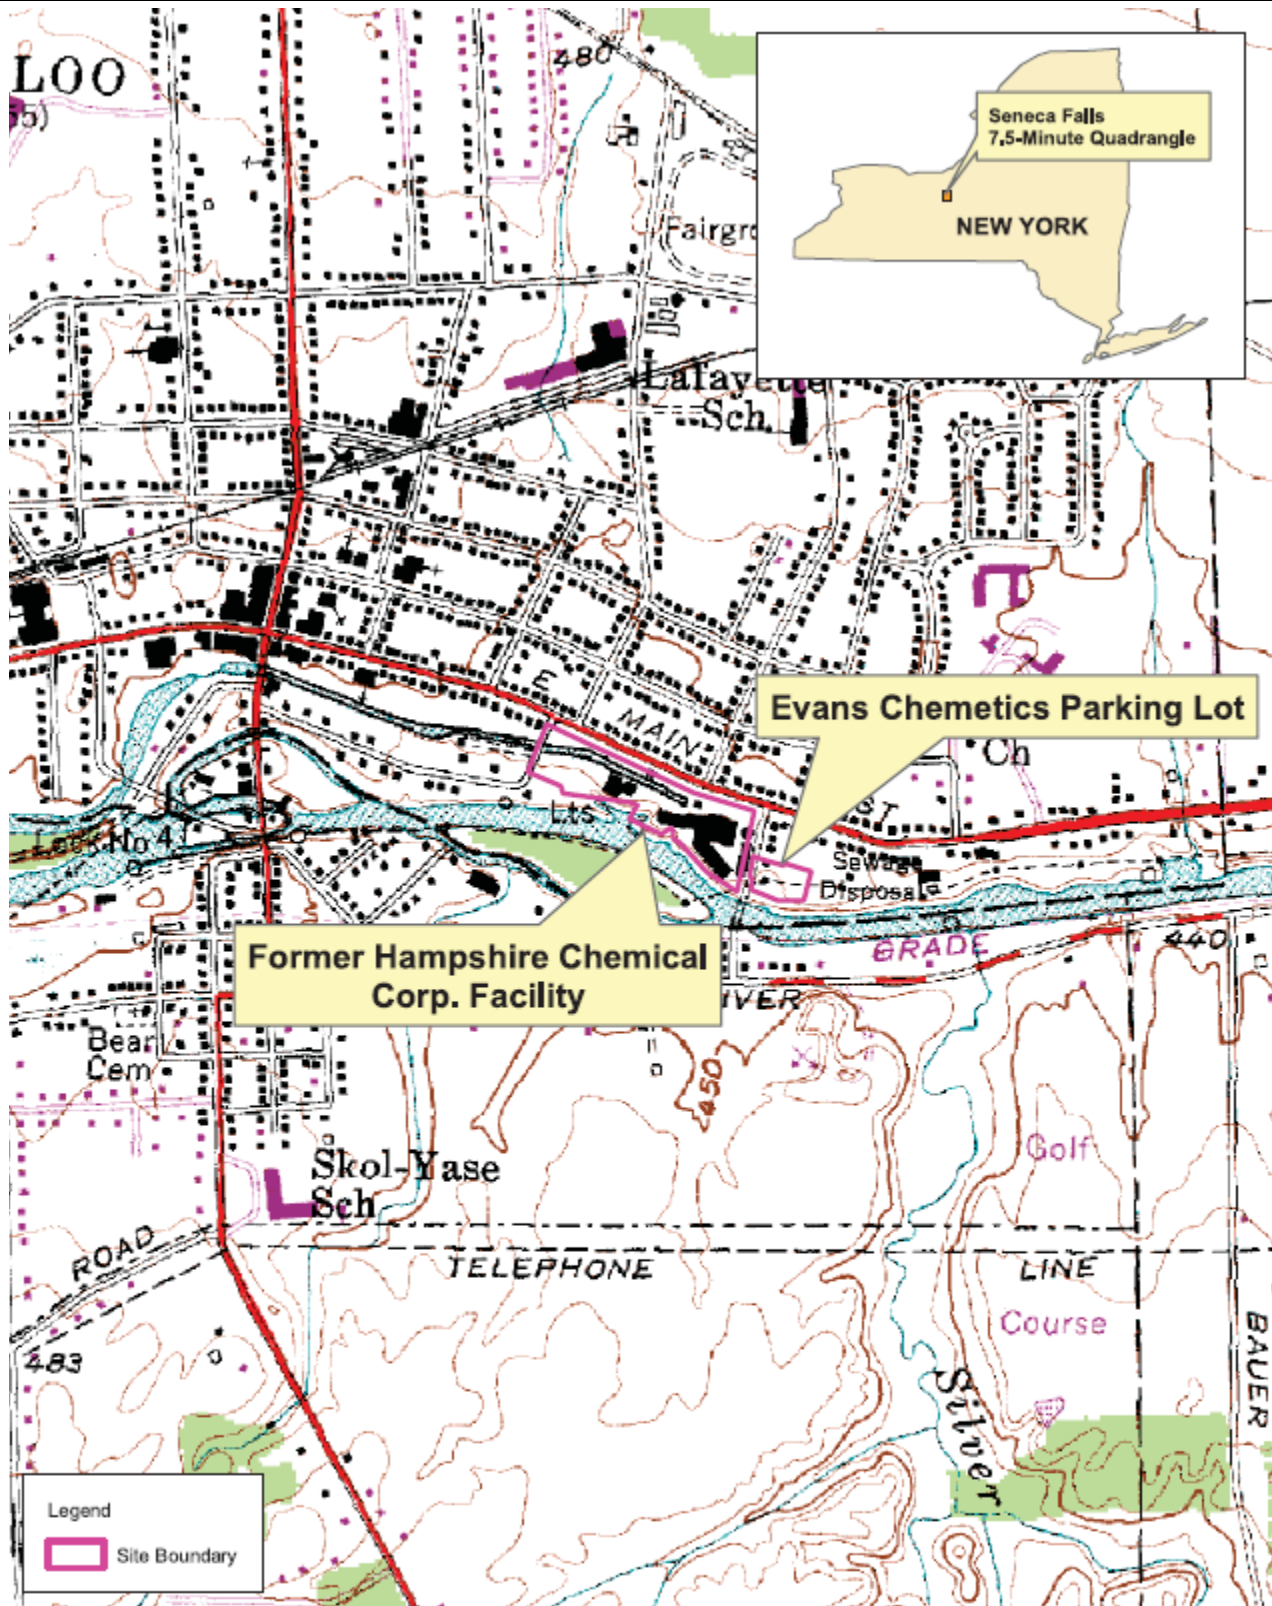 LOO
480
Seneca Falls
7.5-Minute Quadrangle
NEW YORK
Fairgro
Lafayette
Sch
E
MAIN
ST
Evans Chemetics Parking Lot
Ch
Lts
Lock No 4
Sewage
Disposal
Former Hampshire Chemical
Corp. Facility
GRADE
440
IVER
Bear
Cem
450
Golf
Skol-Yase
Sch
ROAD
TELEPHONE
LINE
Course
483
BAUER
Silver
Legend
Site Boundary